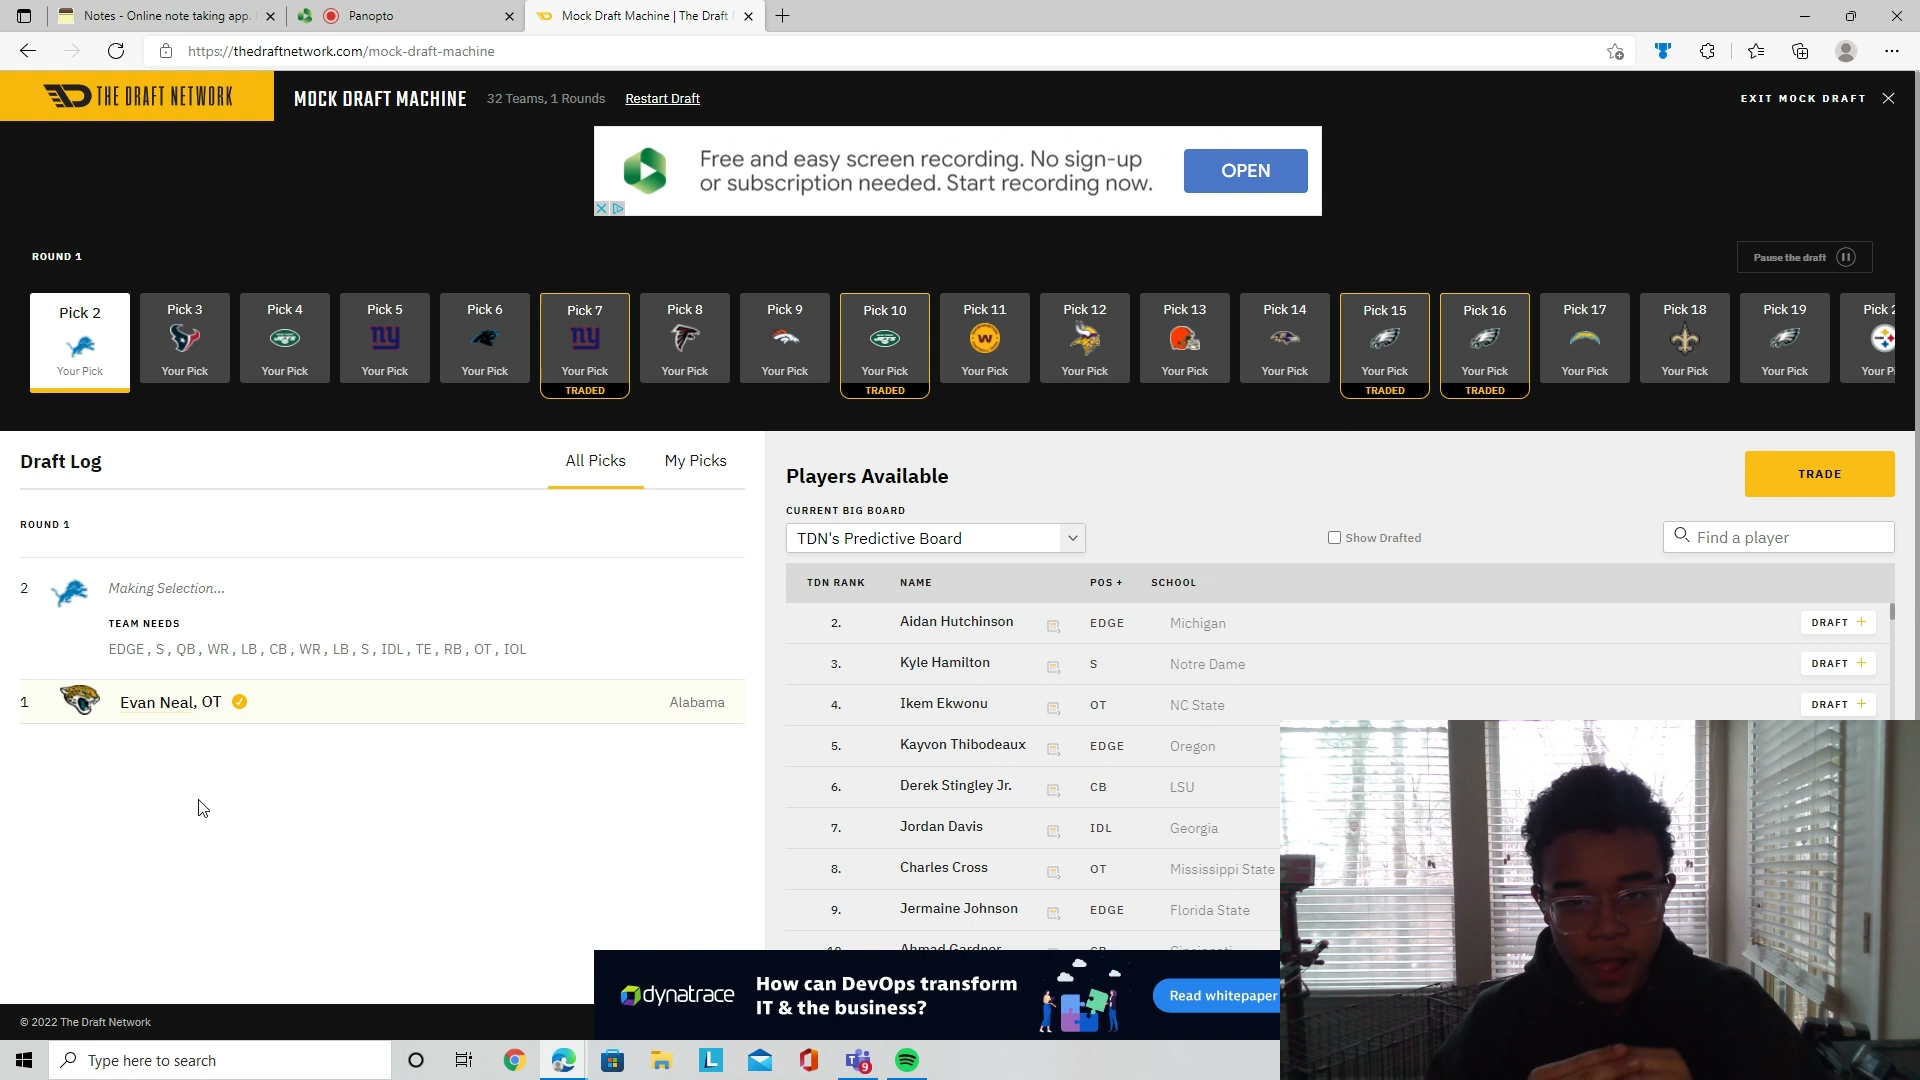 Notes - Online note taking app.
Panopto
Mock Draft Machine | The Draft
https://thedraftnetwork.com/mock-draft-machine
THE DRAFT NETWORK
MOCK DRAFT MACHINE
32 Teams, 1 Rounds
Restart Draft
EXIT MOCK DRAFT
Free and easy screen recording. No sign-up
or subscription needed. Start recording now.
OPEN
ROUND 1
Pause the draft
Pick 2
Your Pick
Pick 3
Your Pick
Pick 4
Your Pick
Pick 5
ny
Your Pick
Pick 6
Your Pick
Pick 7
ny
Your Pick
TRADED
Pick 8
Your Pick
Pick 9
Your Pick
Pick 10
JETS
Your Pick
TRADED
Pick 11
W
Your Pick
Pick 12
Your Pick
Pick 13
Your Pick
Pick 14
Your Pick
Pick 15
Your Pick
TRADED
Pick 16
Your Pick
TRADED
Pick 17
Your Pick
Pick 18
Your Pick
Pick 19
Your Pick
Pick 2
Your Pi
Draft Log
All Picks
My Picks
ROUND 1
2
Making Selection...
TEAM NEEDS
EDGE, S, QB, WR, LB, CB, WR, LB, S, IDL, TE, RB, OT, IOL
1
Evan Neal, OT
Alabama
Players Available
TRADE
CURRENT BIG BOARD
TDN's Predictive Board
Show Drafted
Find a player
TDN RANK NAME POS + SCHOOL
2. Aidan Hutchinson EDGE Michigan DRAFT +
3. Kyle Hamilton S Notre Dame DRAFT +
4. Ikem Ekwonu OT NC State DRAFT +
5. Kayvon Thibodeaux EDGE Oregon
6. Derek Stingley Jr. CB LSU
7. Jordan Davis IDL Georgia
8. Charles Cross OT Mississippi State
9. Jermaine Johnson EDGE Florida State
dynatrace
How can DevOps transform
IT & the business?
Read whitepaper
© 2022 The Draft Network
Type here to search
L
9